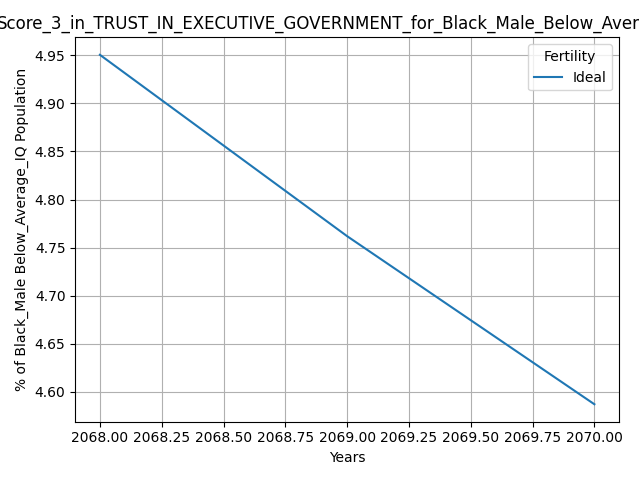 Score_3_in_TRUST_IN_EXECUTIVE_GOVERNMENT_for_Black_Male_Below_Aver
Fertility
Ideal
4.95
4.90
4.85
4.80
4.75
4.70
4.65
4.60
% of Black_Male Below_Average_IQ Population
2068.00 2068.25 2068.50 2068.75 2069.00 2069.25 2069.50 2069.75 2070.00
Years